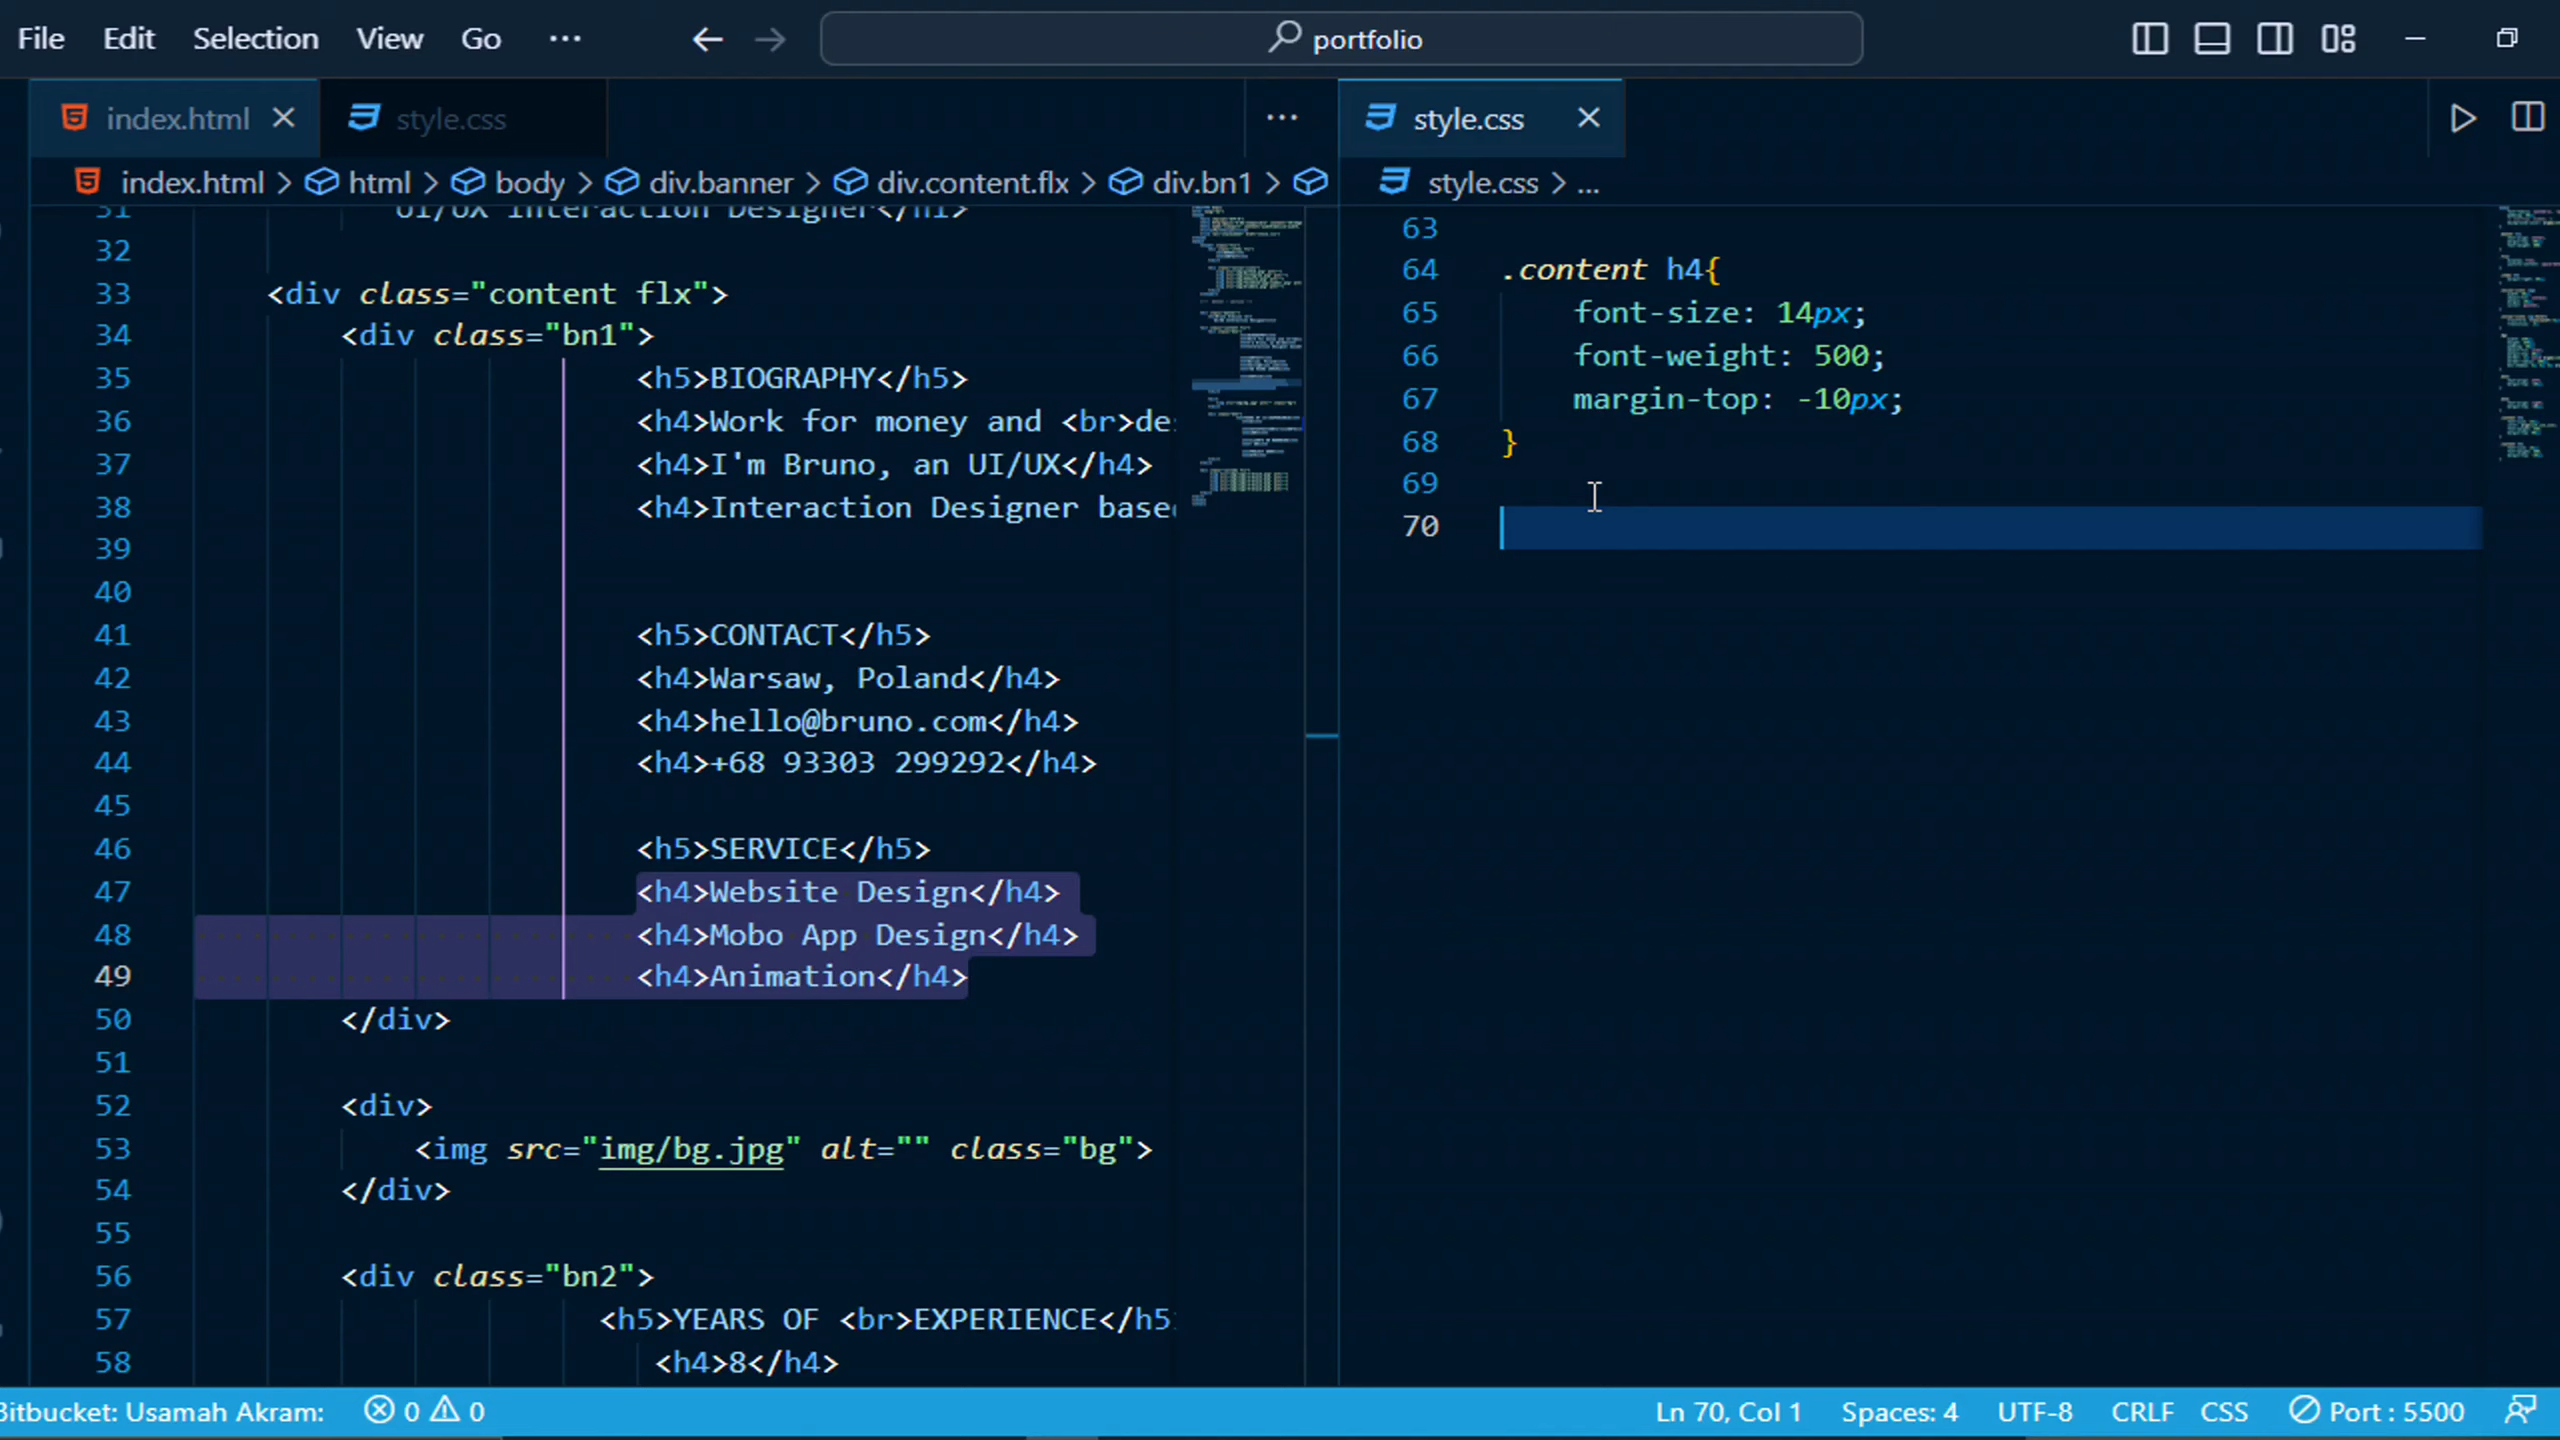 File Edit Selection View Go ··· portfolio
index.html style.css ··· style.css
index.html > html > body > div.banner > div.content.flx > div.bn1 > style.css > ...
31 UI/UX Interaction Designer</h1>
32
33 <div class="content flx">
34 <div class="bn1">
35 <h5>BIOGRAPHY</h5>
36 <h4>Work for money and <br>de
37 <h4>I'm Bruno, an UI/UX</h4>
38 <h4>Interaction Designer base
39
40
41 <h5>CONTACT</h5>
42 <h4>Warsaw, Poland</h4>
43 <h4>hello@bruno.com</h4>
44 <h4>+68 93303 299292</h4>
45
46 <h5>SERVICE</h5>
47 <h4>Website Design</h4>
48 <h4>Mobo App Design</h4>
49 <h4>Animation</h4>
50 </div>
51
52 <div>
53 <img src="img/bg.jpg" alt="" class="bg">
54 </div>
55
56 <div class="bn2">
57 <h5>YEARS OF <br>EXPERIENCE</h5
58 <h4>8</h4>
63
64 .content h4{
65 font-size: 14px;
66 font-weight: 500;
67 margin-top: -10px;
68 }
69
70
Bitbucket: Usamah Akram: 0 0 Ln 70, Col 1 Spaces: 4 UTF-8 CRLF CSS Port : 5500